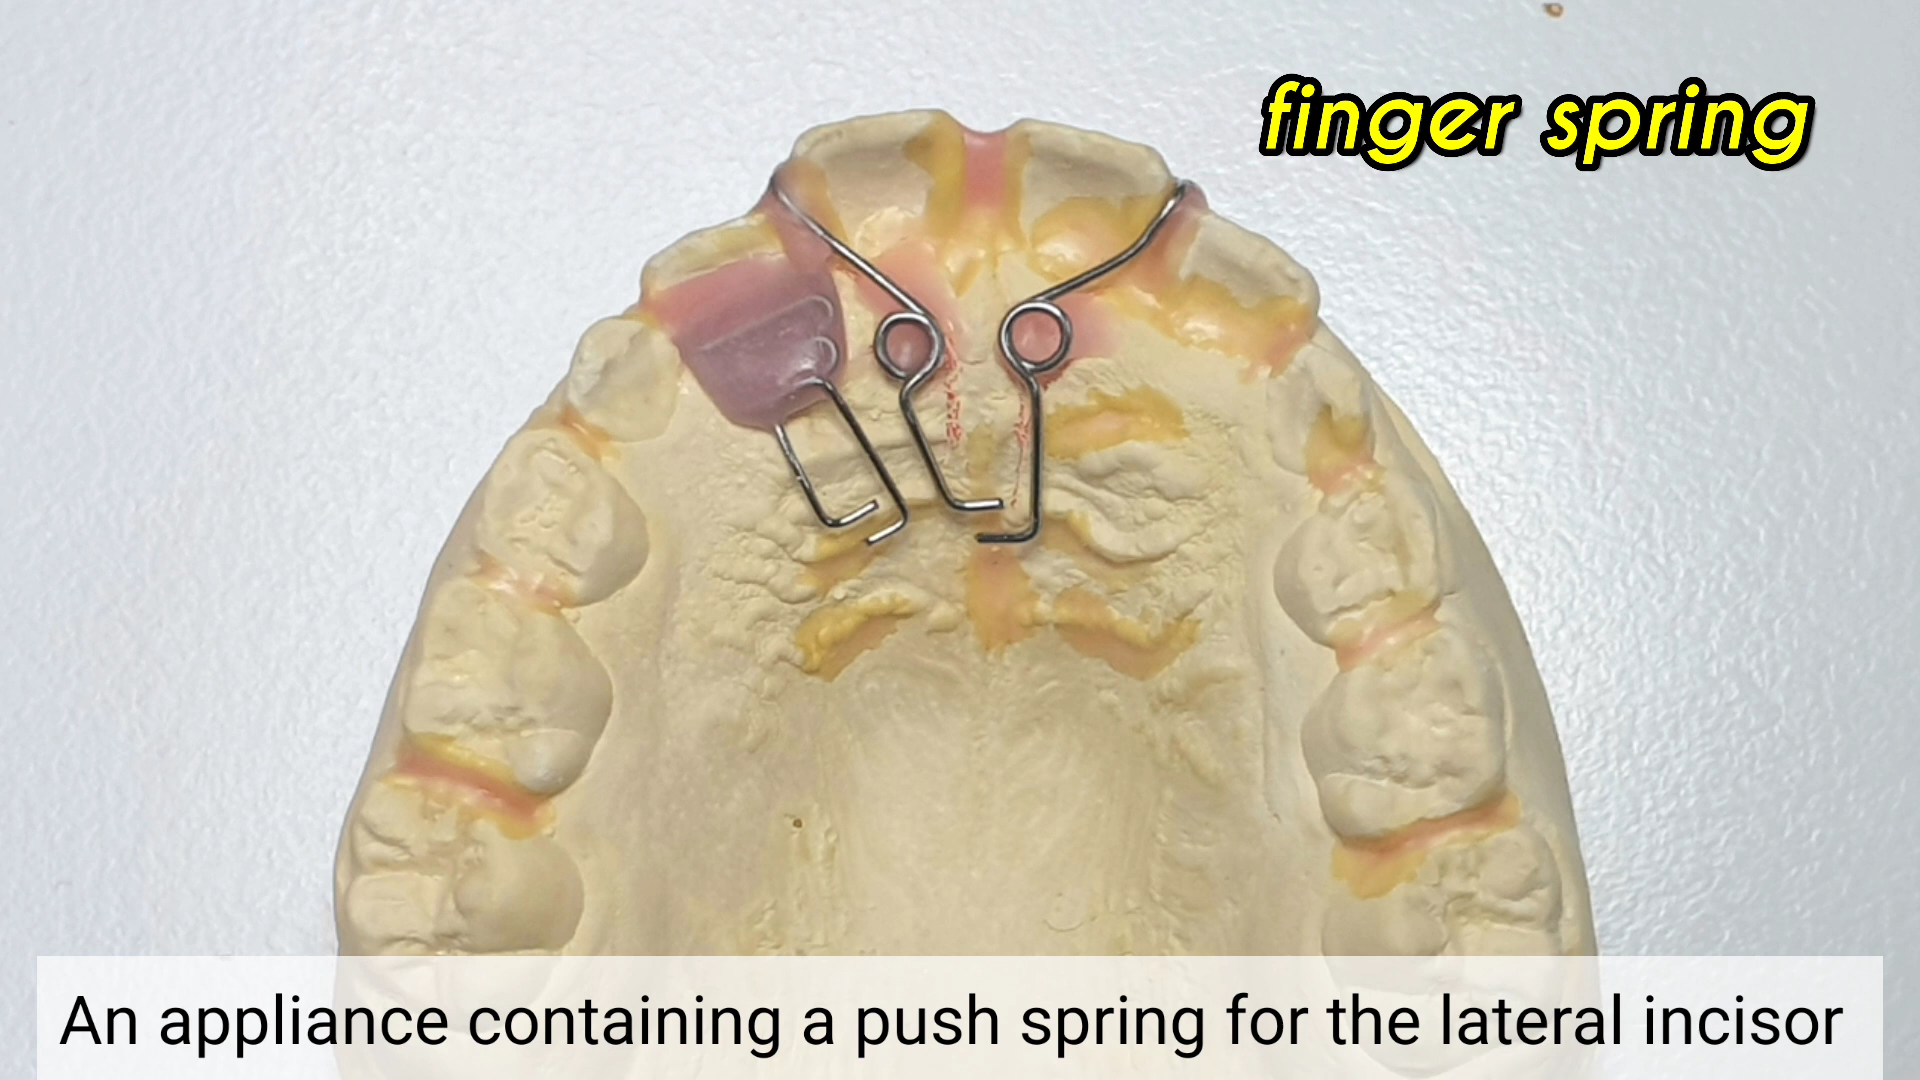 finger spring
An appliance containing a push spring for the lateral incisor